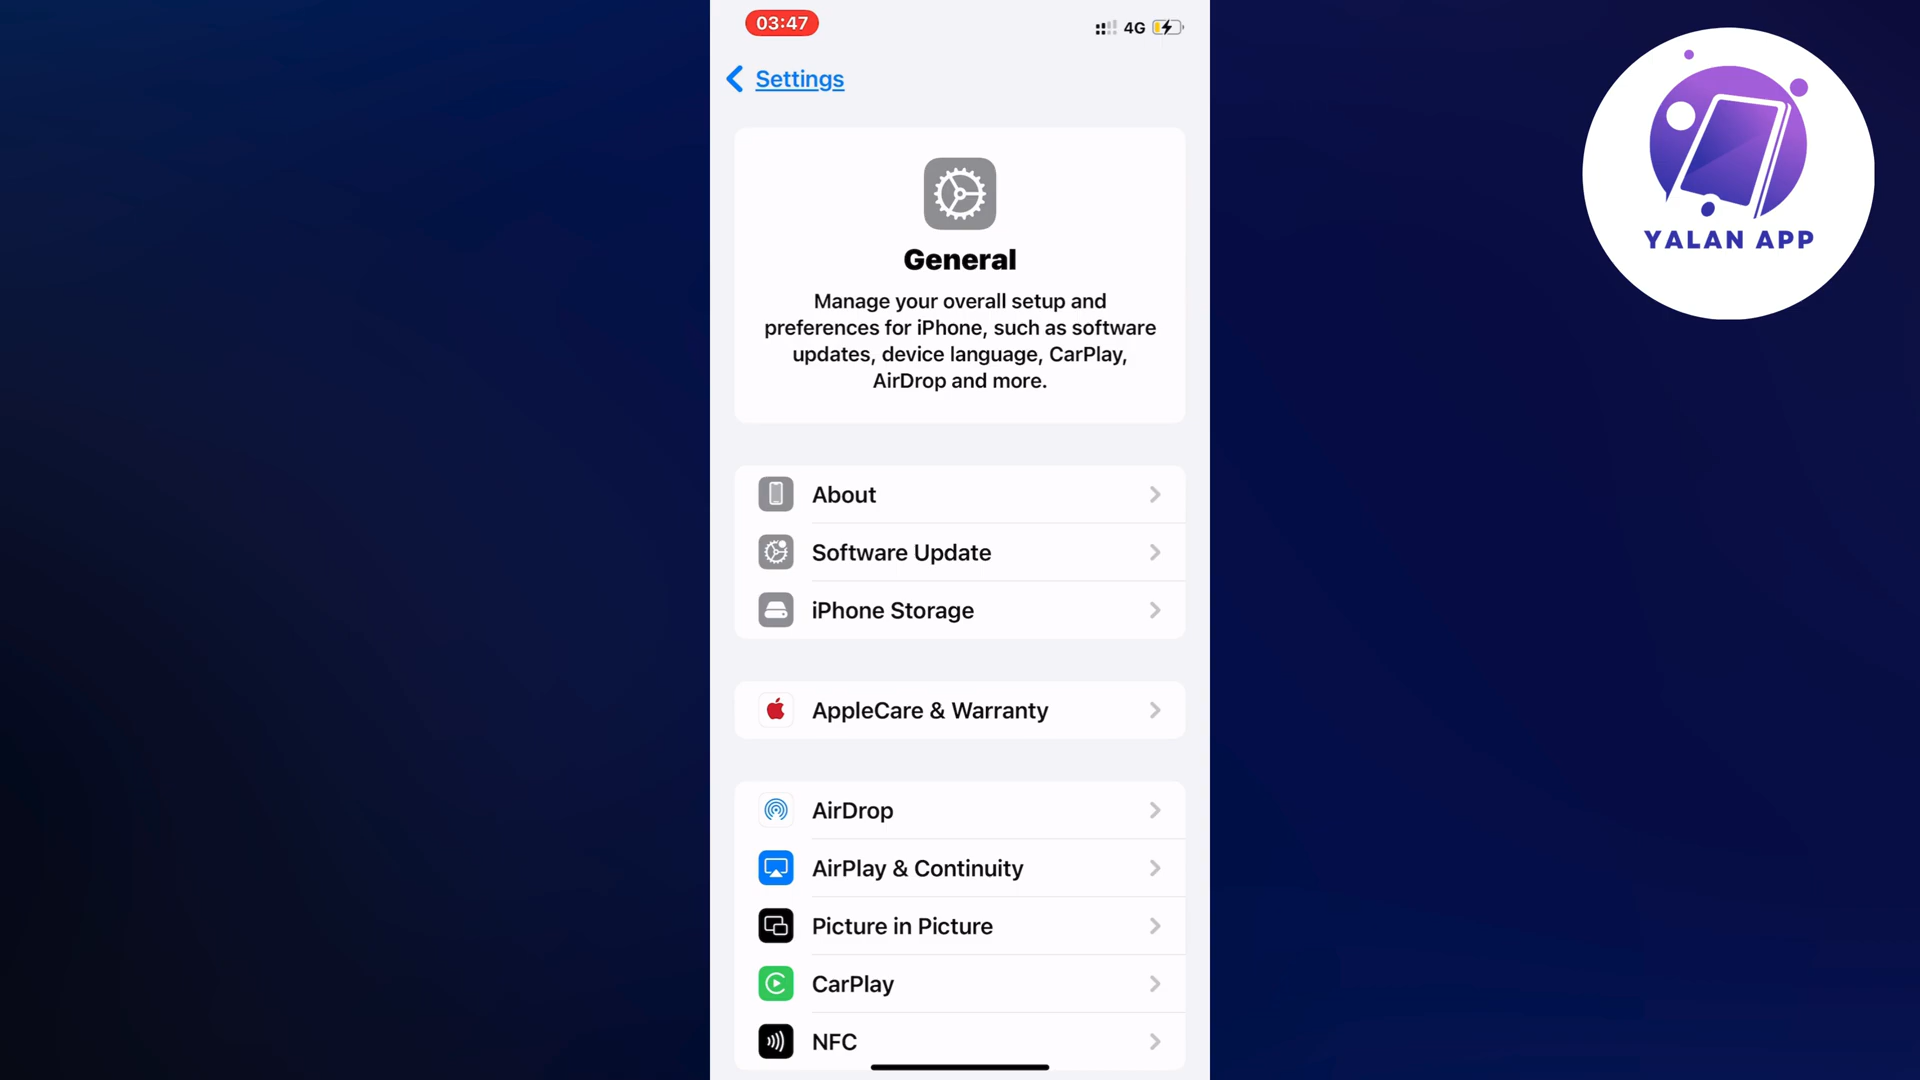 03:47
4G
Settings
YALAN APP
General
Manage your overall setup and
preferences for iPhone, such as software
updates, device language, CarPlay,
AirDrop and more.
About
Software Update
iPhone Storage
AppleCare & Warranty
AirDrop
AirPlay & Continuity
Picture in Picture
CarPlay
NFC